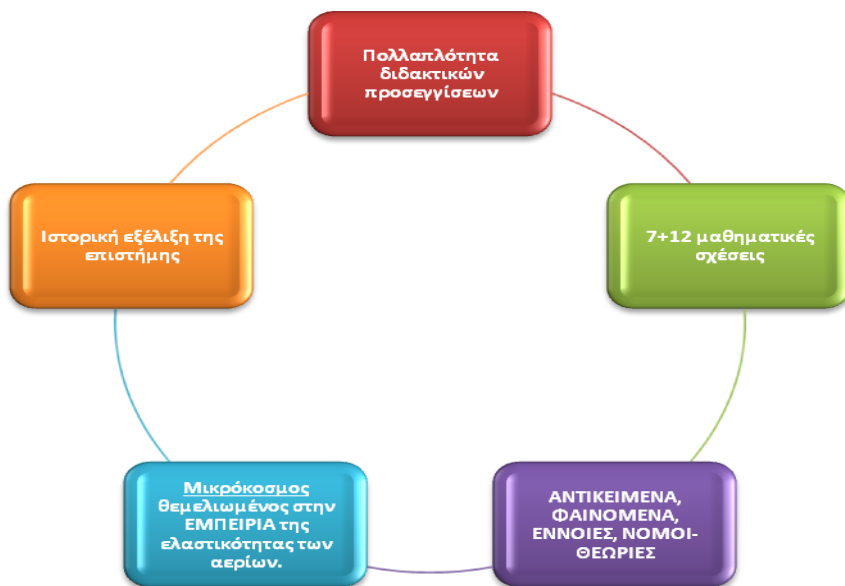 Πολλαπλότητα
διδακτικών
προσεγγίσεων
7+12 μαθηματικές
σχέσεις
ΑΝΤΙΚΕΙΜΕΝΑ,
ΦΑΙΝΟΜΕΝΑ,
ΕΝΝΟΙΕΣ, ΝΟΜΟΙ-
ΘΕΩΡΙΕΣ
Μικρόκοσμος
θεμελιωμένος στην
ΕΜΠΕΙΡΙΑ της
ελαστικότητας των
αερίων.
Ιστορική εξέλιξη της
επιστήμης